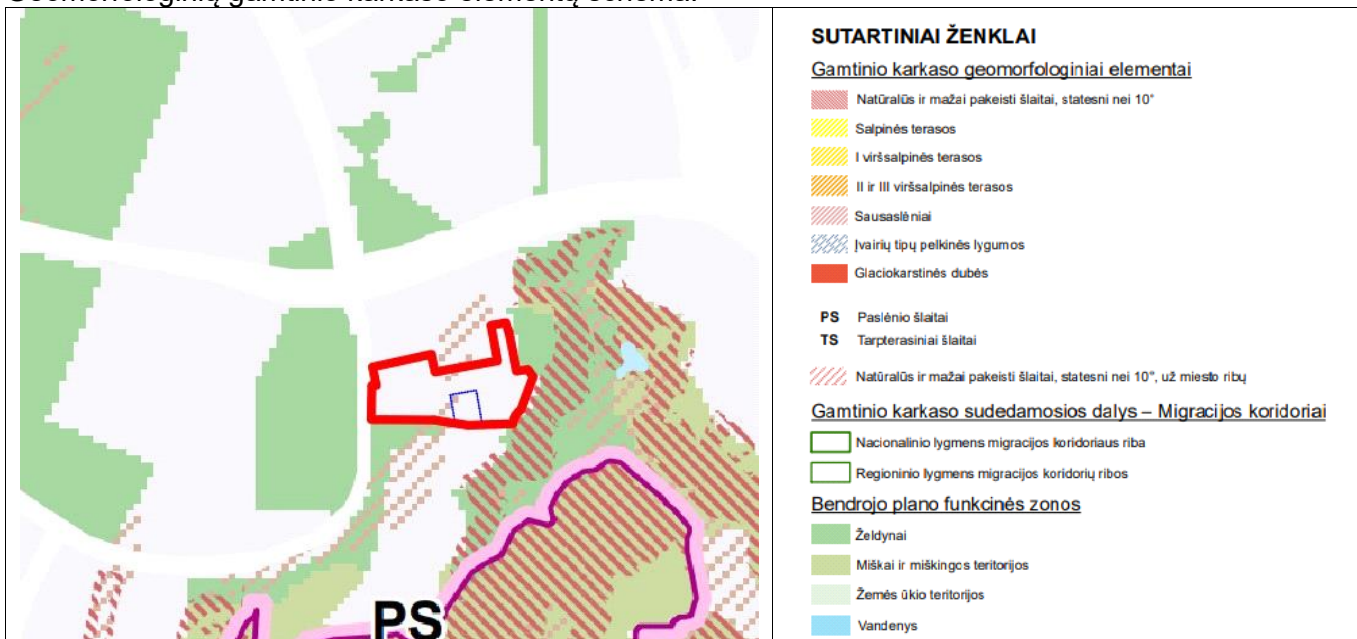 SUTARTINIAI ŽENKLAI
Gamtinio karkaso geomorfologiniai elementai
Natūralūs ir mažai pakeisti šlaitai, statesni nei 10°
Salpinės terasos
I viršsalpinės terasos
II ir III viršsalpinės terasos
Sausaslėniai
Įvairių tipų pelkinės lygumos
Glaciokarstinės dubės
PS Paslėnio šlaitai
TS Tarpterasiniai šlaitai
Natūralūs ir mažai pakeisti šlaitai, statesni nei 10°, už miesto ribų
Gamtinio karkaso sudedamosios dalys – Migracijos koridoriai
Nacionalinio lygmens migracijos koridoriaus riba
Regioninio lygmens migracijos koridorių ribos
Bendrojo plano funkcinės zonos
Želdynai
Miškai ir miškingos teritorijos
Žemės ūkio teritorijos
Vandenys
PS